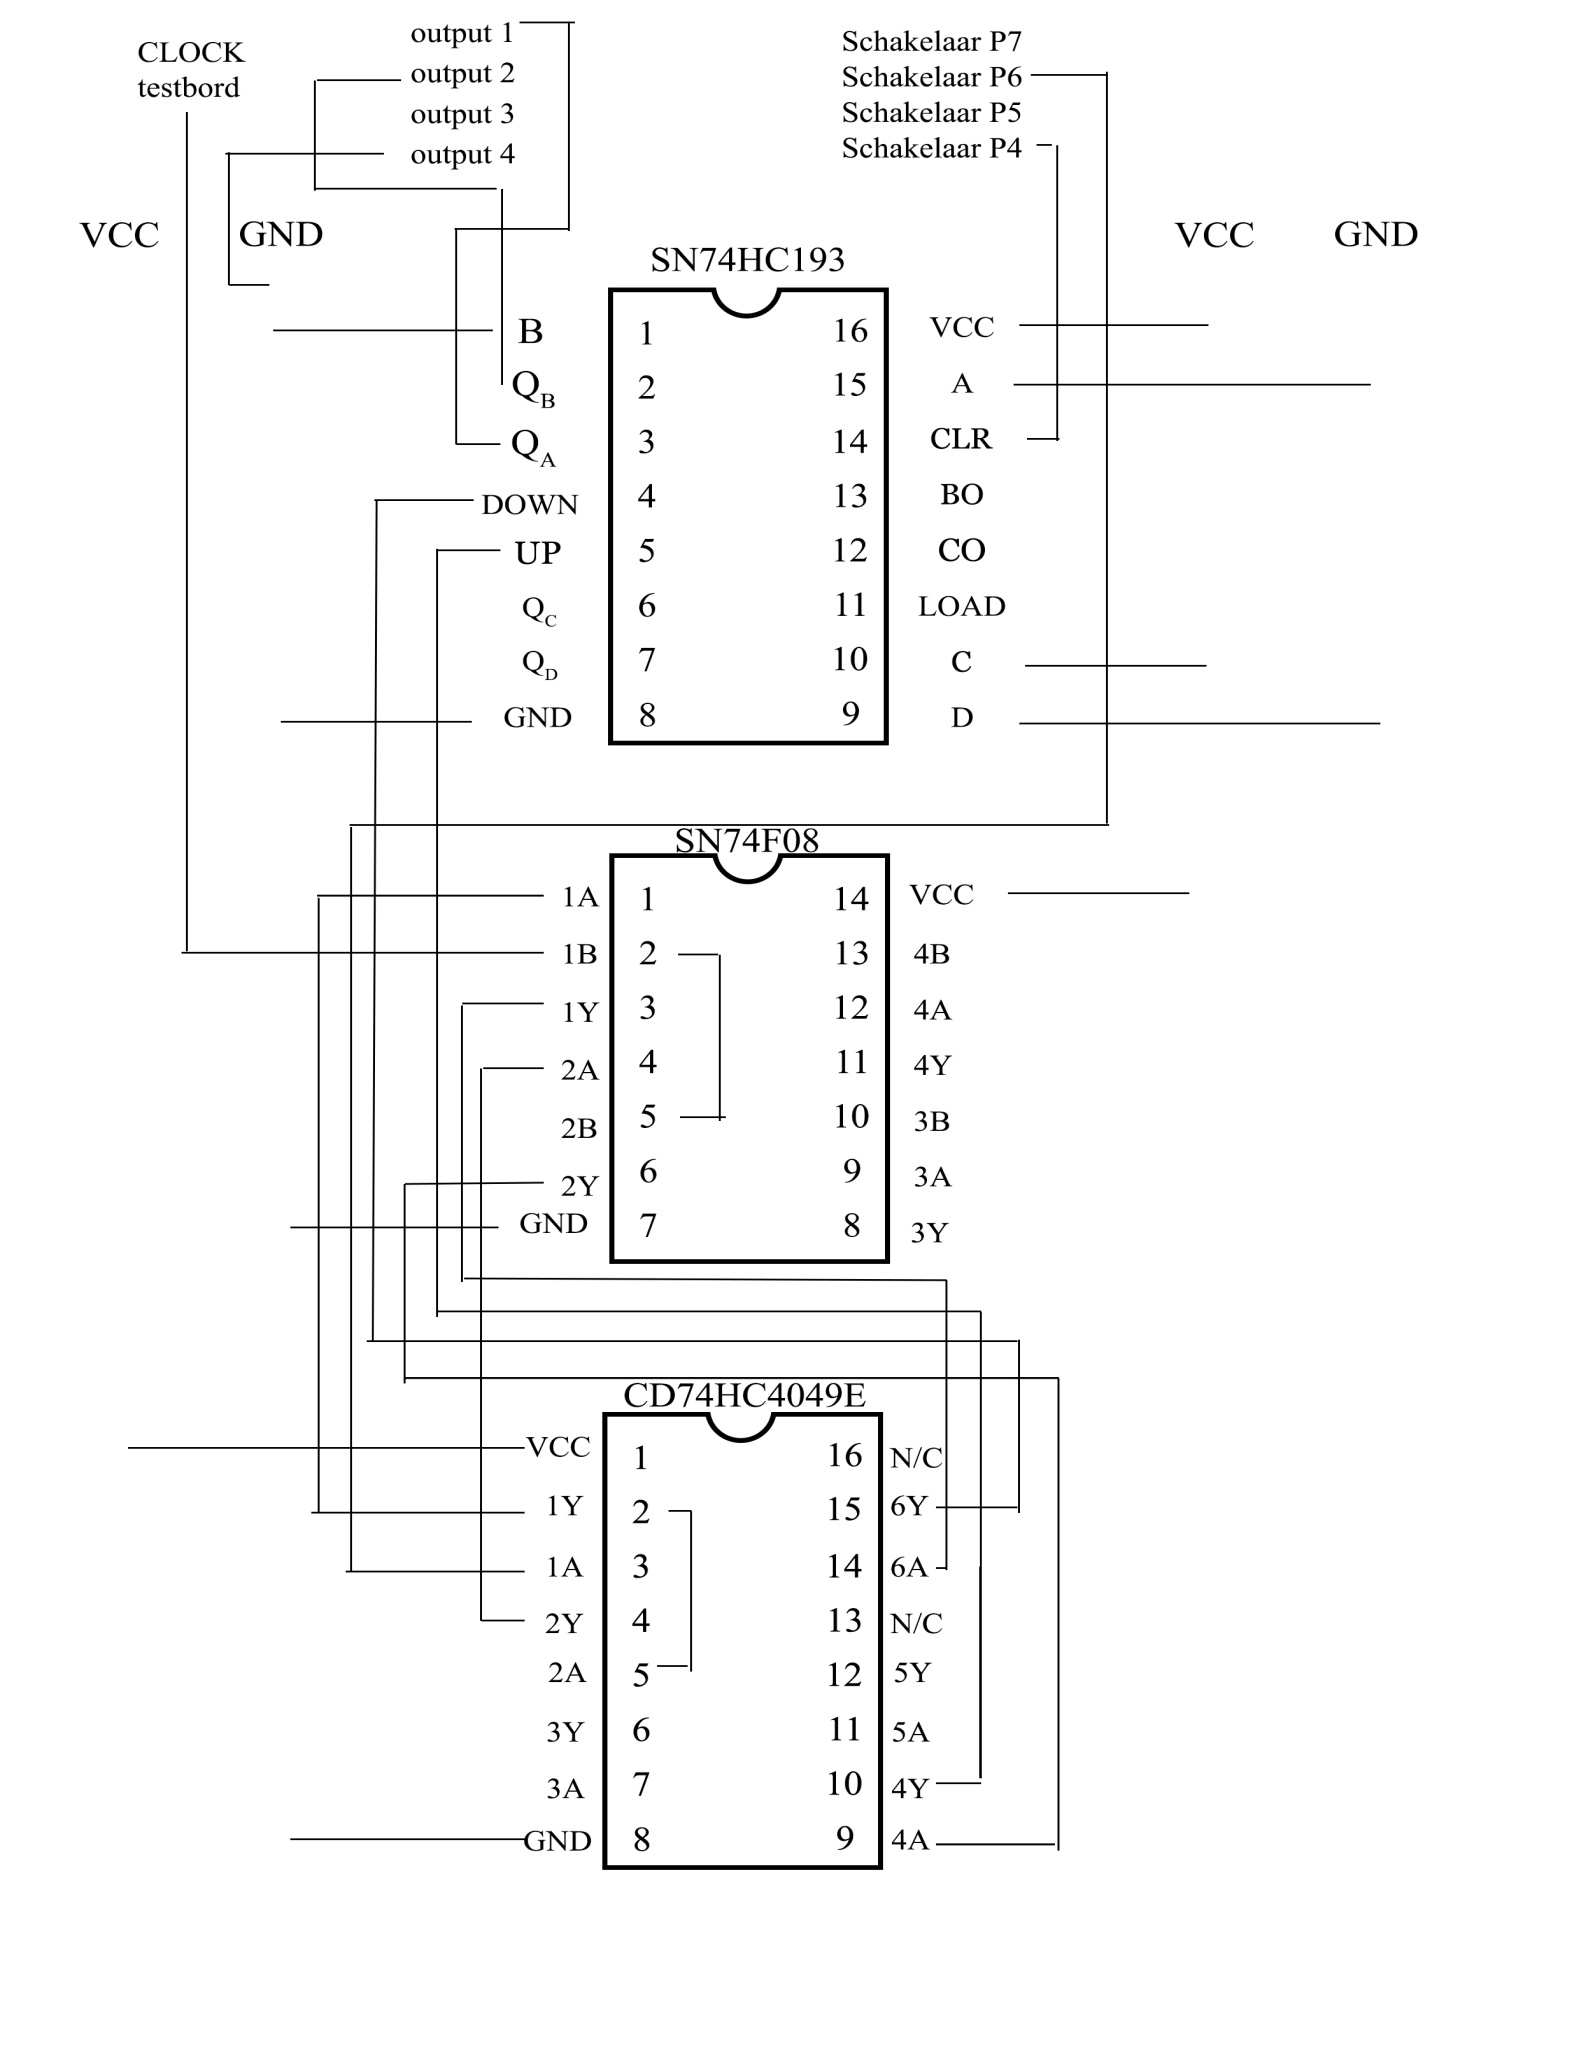 CLOCK
testbord
output 1
output 2
output 3
output 4
Schakelaar P7
Schakelaar P6
Schakelaar P5
Schakelaar P4
VCC
GND
VCC
GND
SN74HC193
B 1 16 VCC
QB 2 15 A
QA 3 14 CLR
DOWN 4 13 BO
UP 5 12 CO
QC 6 11 LOAD
QD 7 10 C
GND 8 9 D
SN74F08
1A 1 14 VCC
1B 2 13 4B
1Y 3 12 4A
2A 4 11 4Y
2B 5 10 3B
2Y 6 9 3A
GND 7 8 3Y
CD74HC4049E
VCC 1 16 N/C
1Y 2 15 6Y
1A 3 14 6A
2Y 4 13 N/C
2A 5 12 5Y
3Y 6 11 5A
3A 7 10 4Y
GND 8 9 4A